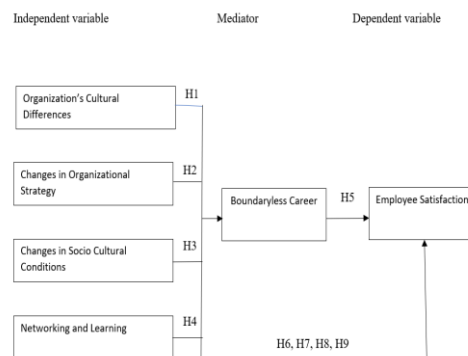 Independent variable
Mediator
Dependent variable
H1
Organization's Cultural
Differences
H2
Changes in Organizational
Strategy
Boundaryless Career
H5
Employee Satisfaction
H3
Changes in Socio Cultural
Conditions
H4
Networking and Learning
H6, H7, H8, H9